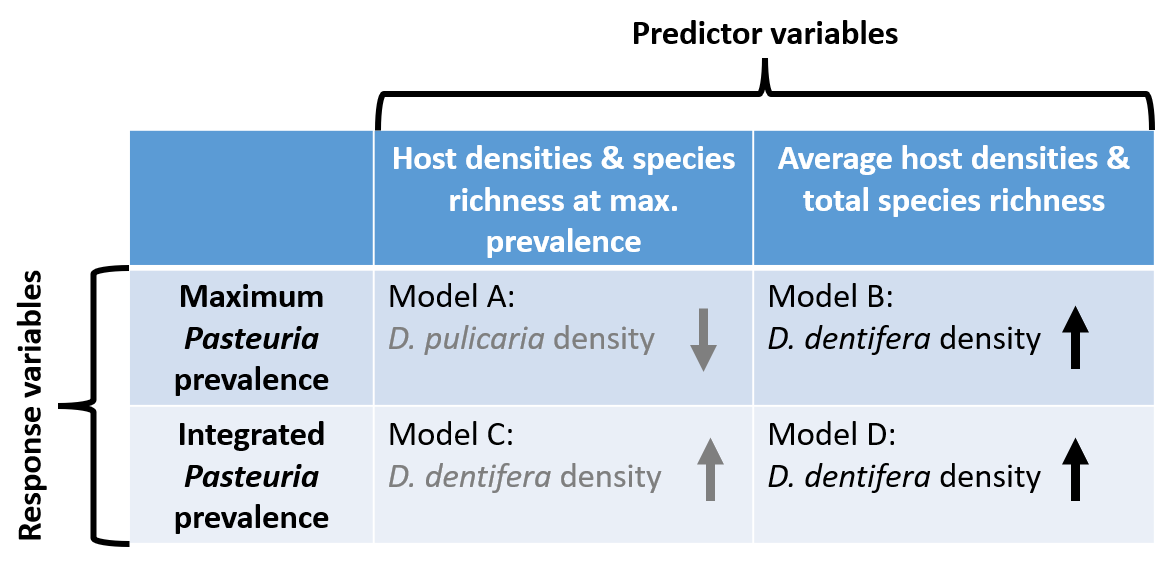 Predictor variables
Host densities & species
richness at max.
prevalence
Average host densities &
total species richness
Response variables
Maximum
Pasteuria
prevalence
Model A:
D. pulicaria density
Model B:
D. dentifera density
Integrated
Pasteuria
prevalence
Model C:
D. dentifera density
Model D:
D. dentifera density